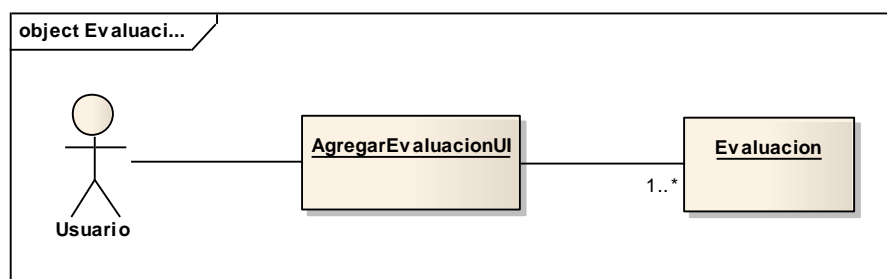 object Evaluaci...
AgregarEvaluacionUI
Evaluacion
1..*
Usuario